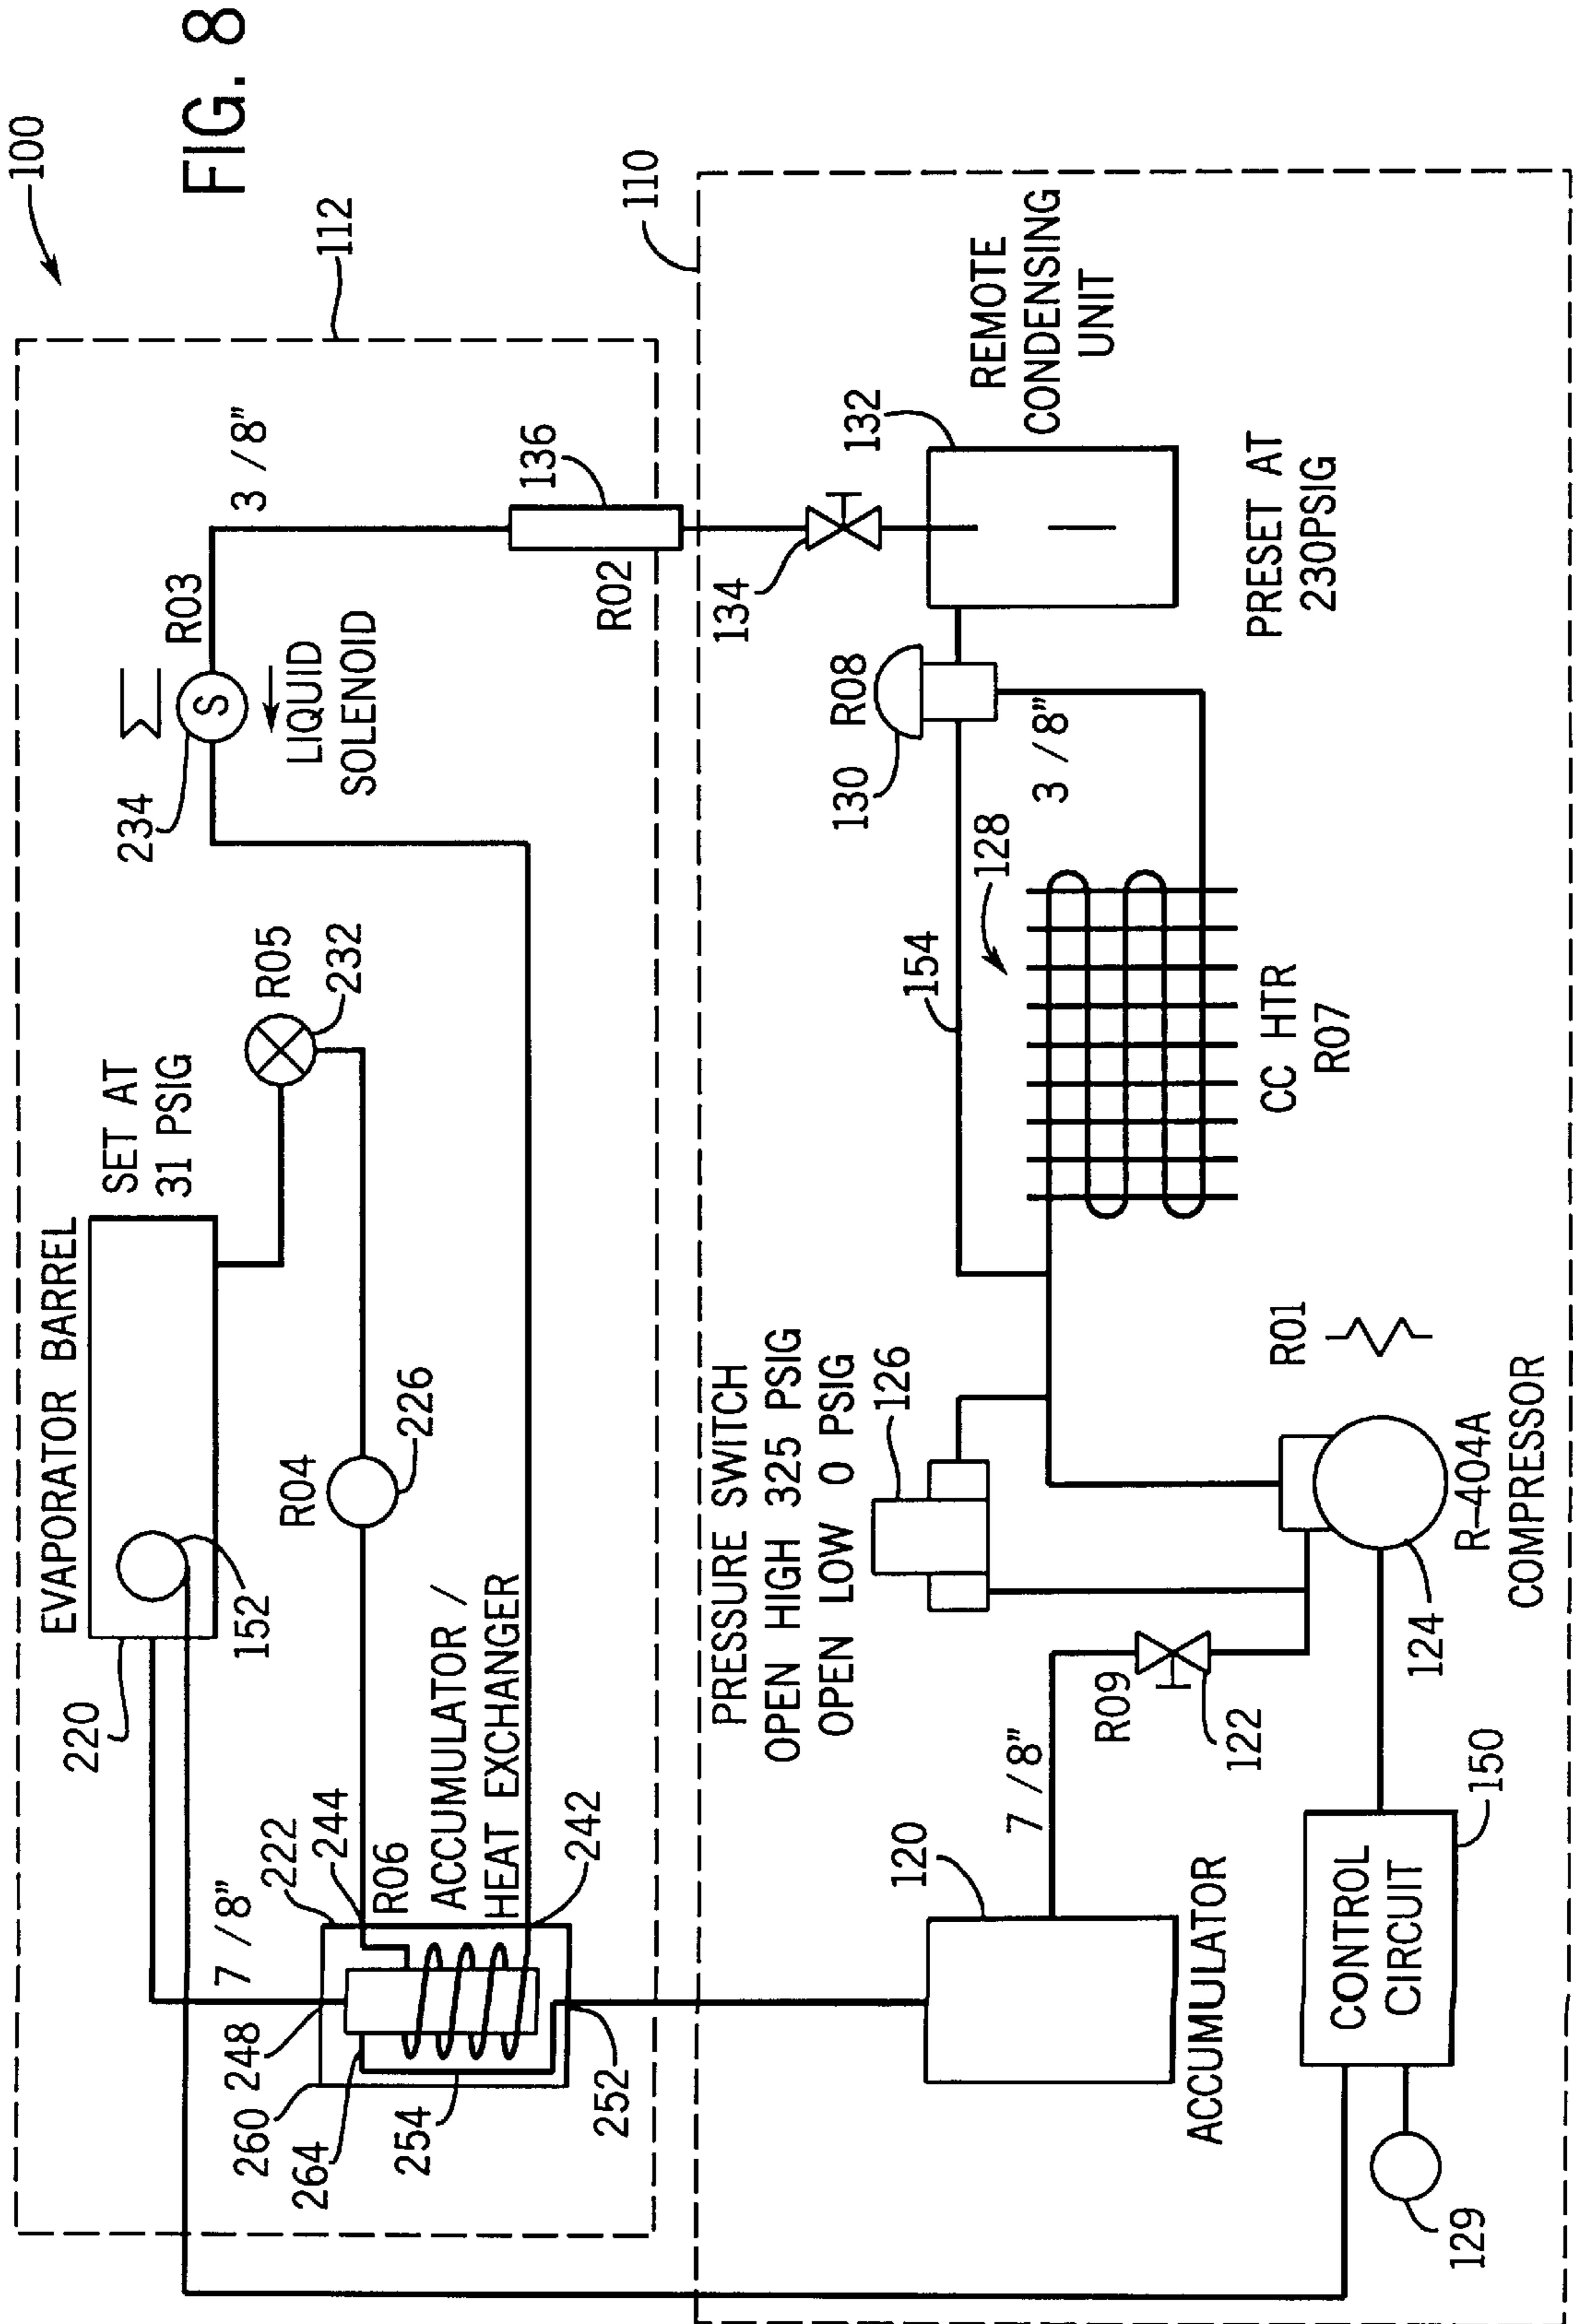 FIG. 8
100
112
EVAPORATOR BARREL
SET AT
31 PSIG
220
152
R05
232
234
S
R03
3 /8"
LIQUID
SOLENOID
R04
226
136
R02
7 /8"
222
244
R06
ACCUMULATOR /
HEAT EXCHANGER
242
248
260
264
254
252
110
PRESSURE SWITCH
OPEN HIGH 325 PSIG
OPEN LOW 0 PSIG
126
154
128
130
R08
3 /8"
134
132
REMOTE
CONDENSING
UNIT
PRESET AT
230PSIG
CC HTR
R07
120
ACCUMULATOR
7 /8"
R09
122
R01
124
R–404A
COMPRESSOR
CONTROL
CIRCUIT
150
129